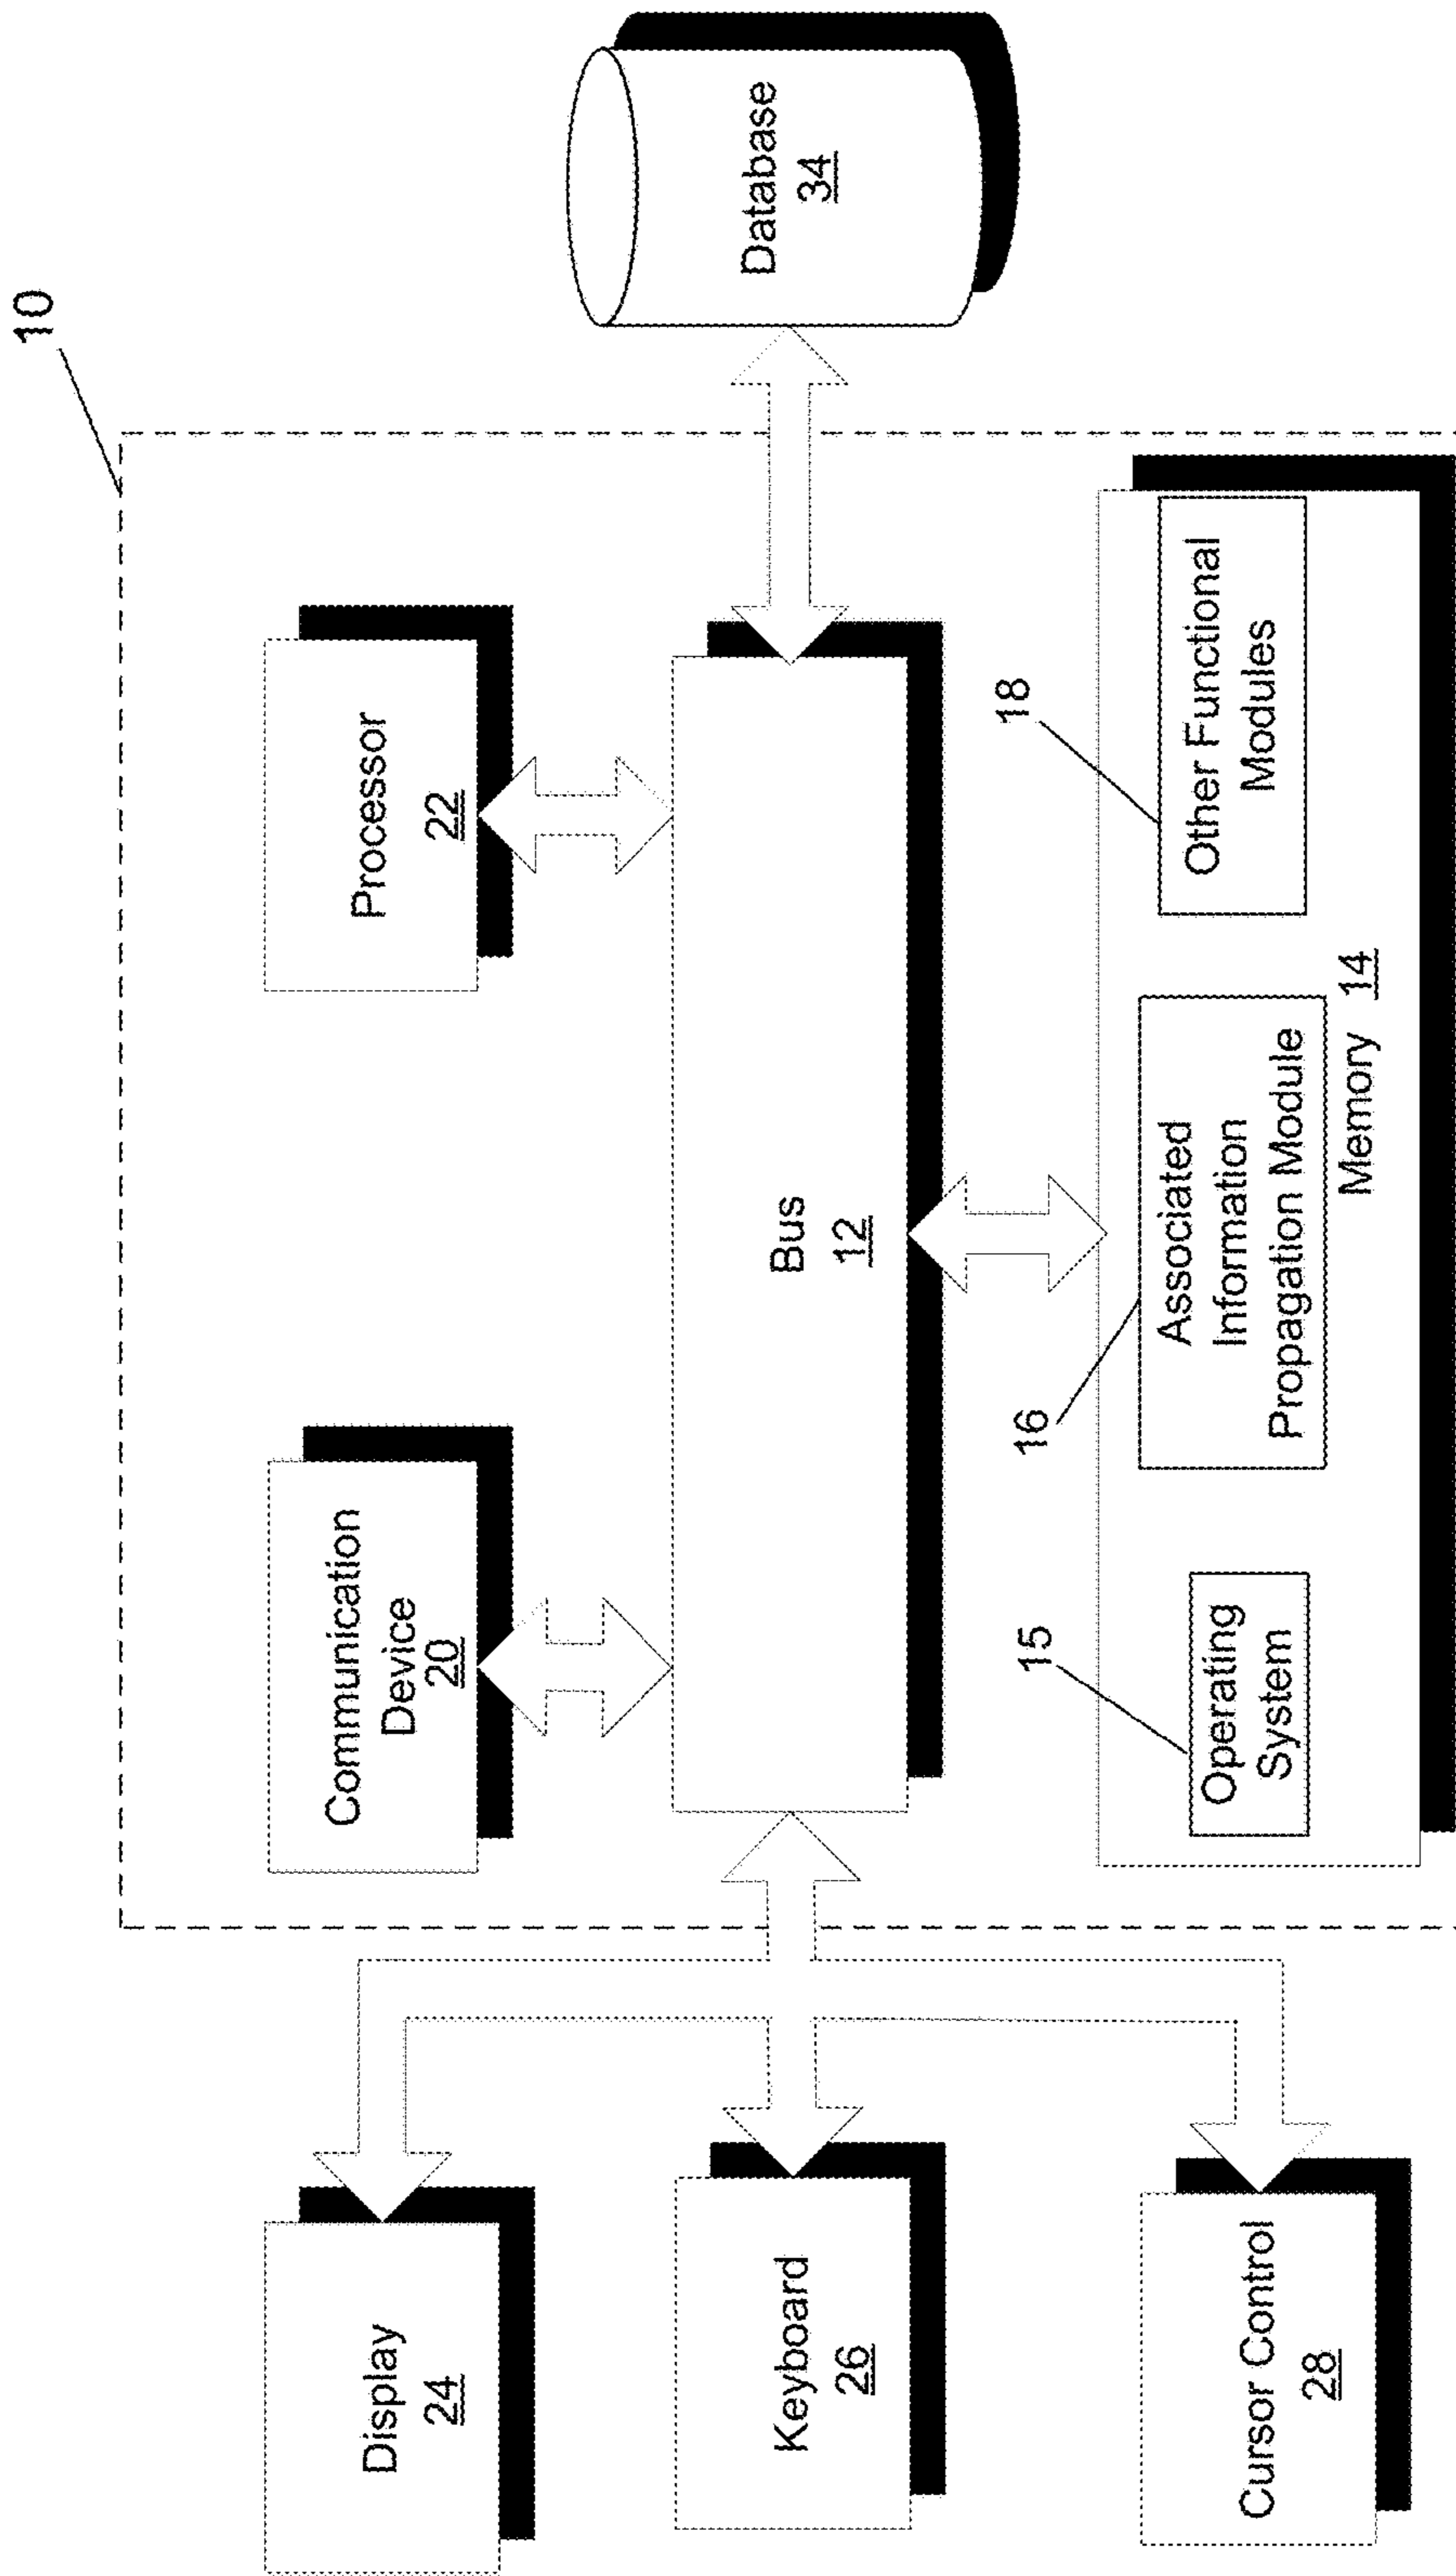 10
Display
24
Communication
Device
20
Processor
22
Keyboard
26
Bus
12
Database
34
Cursor Control
28
15
16
18
Operating
System
Associated
Information
Propagation Module
Other Functional
Modules
Memory 14